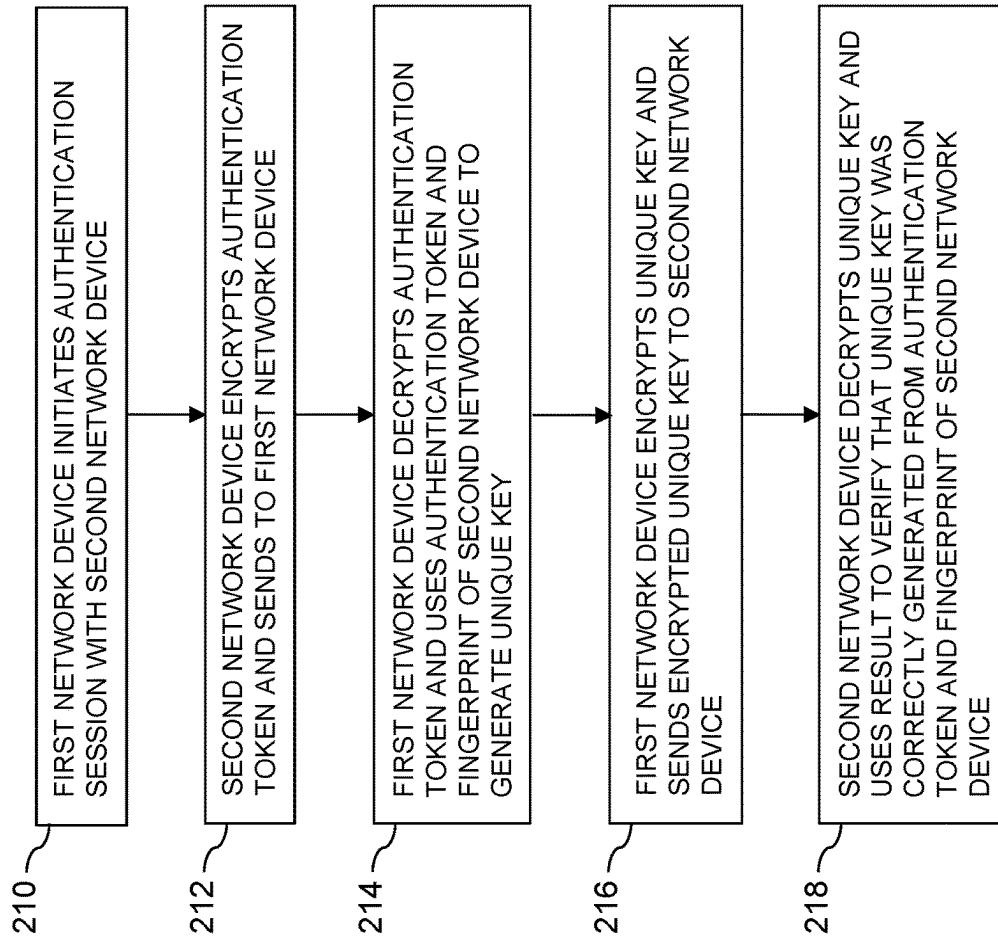 210
FIRST NETWORK DEVICE INITIATES AUTHENTICATION
SESSION WITH SECOND NETWORK DEVICE
212
SECOND NETWORK DEVICE ENCRYPTS AUTHENTICATION
TOKEN AND SENDS TO FIRST NETWORK DEVICE
214
FIRST NETWORK DEVICE DECRYPTS AUTHENTICATION
TOKEN AND USES AUTHENTICATION TOKEN AND
FINGERPRINT OF SECOND NETWORK DEVICE TO
GENERATE UNIQUE KEY
216
FIRST NETWORK DEVICE ENCRYPTS UNIQUE KEY AND
SENDS ENCRYPTED UNIQUE KEY TO SECOND NETWORK
DEVICE
218
SECOND NETWORK DEVICE DECRYPTS UNIQUE KEY AND
USES RESULT TO VERIFY THAT UNIQUE KEY WAS
CORRECTLY GENERATED FROM AUTHENTICATION
TOKEN AND FINGERPRINT OF SECOND NETWORK
DEVICE